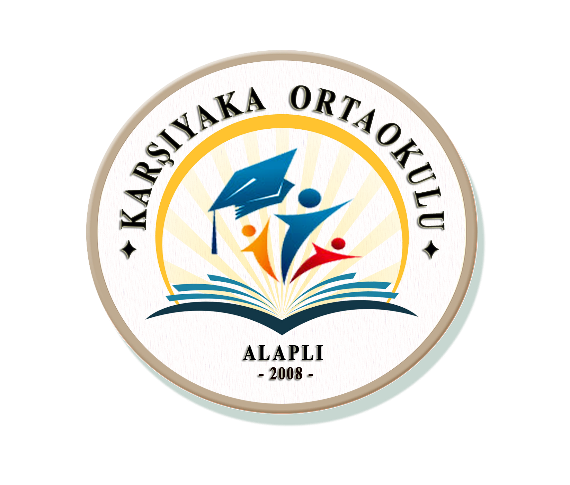 KARŞIYAKA ORTAOKULU
ALAPLI
- 2008 -